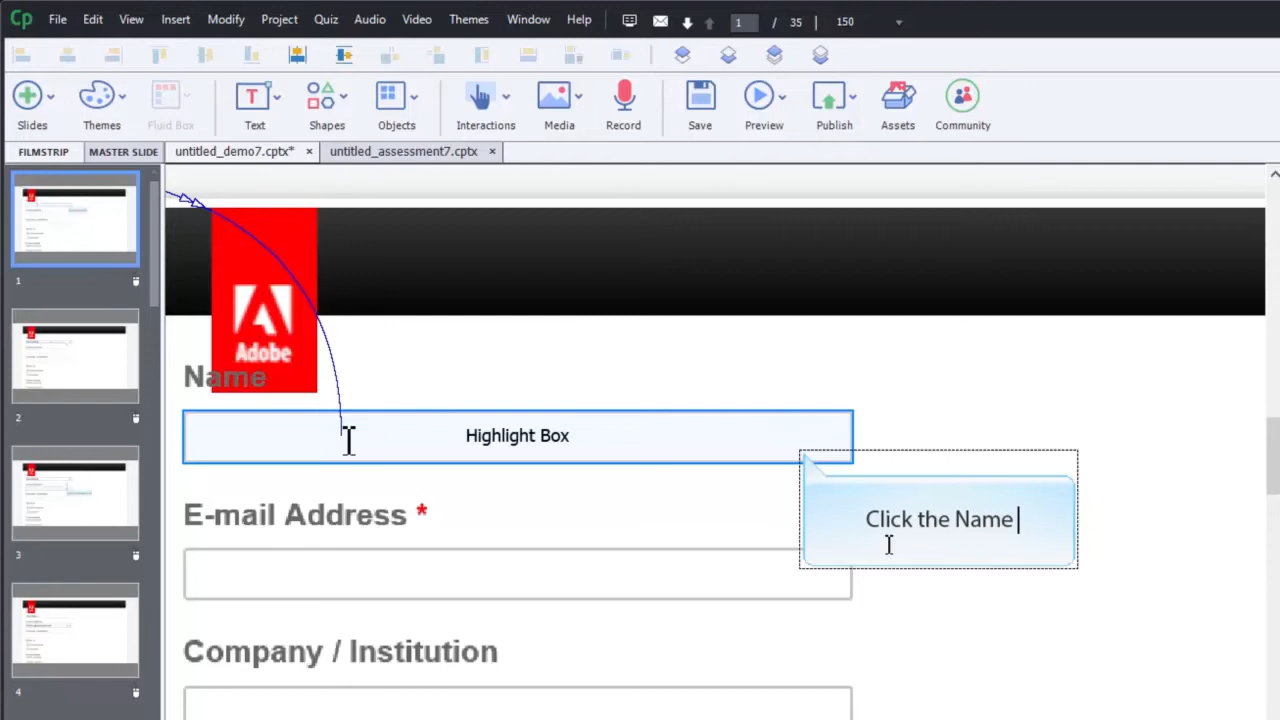 Cp File Edit View Insert Modify Project Quiz Audio Video Themes Window Help 1 / 35 | 150
Slides Themes Fluid Box Text Shapes Objects Interactions Media Record Save Preview Publish Assets Community
FILMSTRIP MASTER SLIDE untitled_demo7.cptx* × untitled_assessment7.cptx ×
1
2
3
4
Adobe
Name
Highlight Box
Click the Name
E-mail Address *
Company / Institution